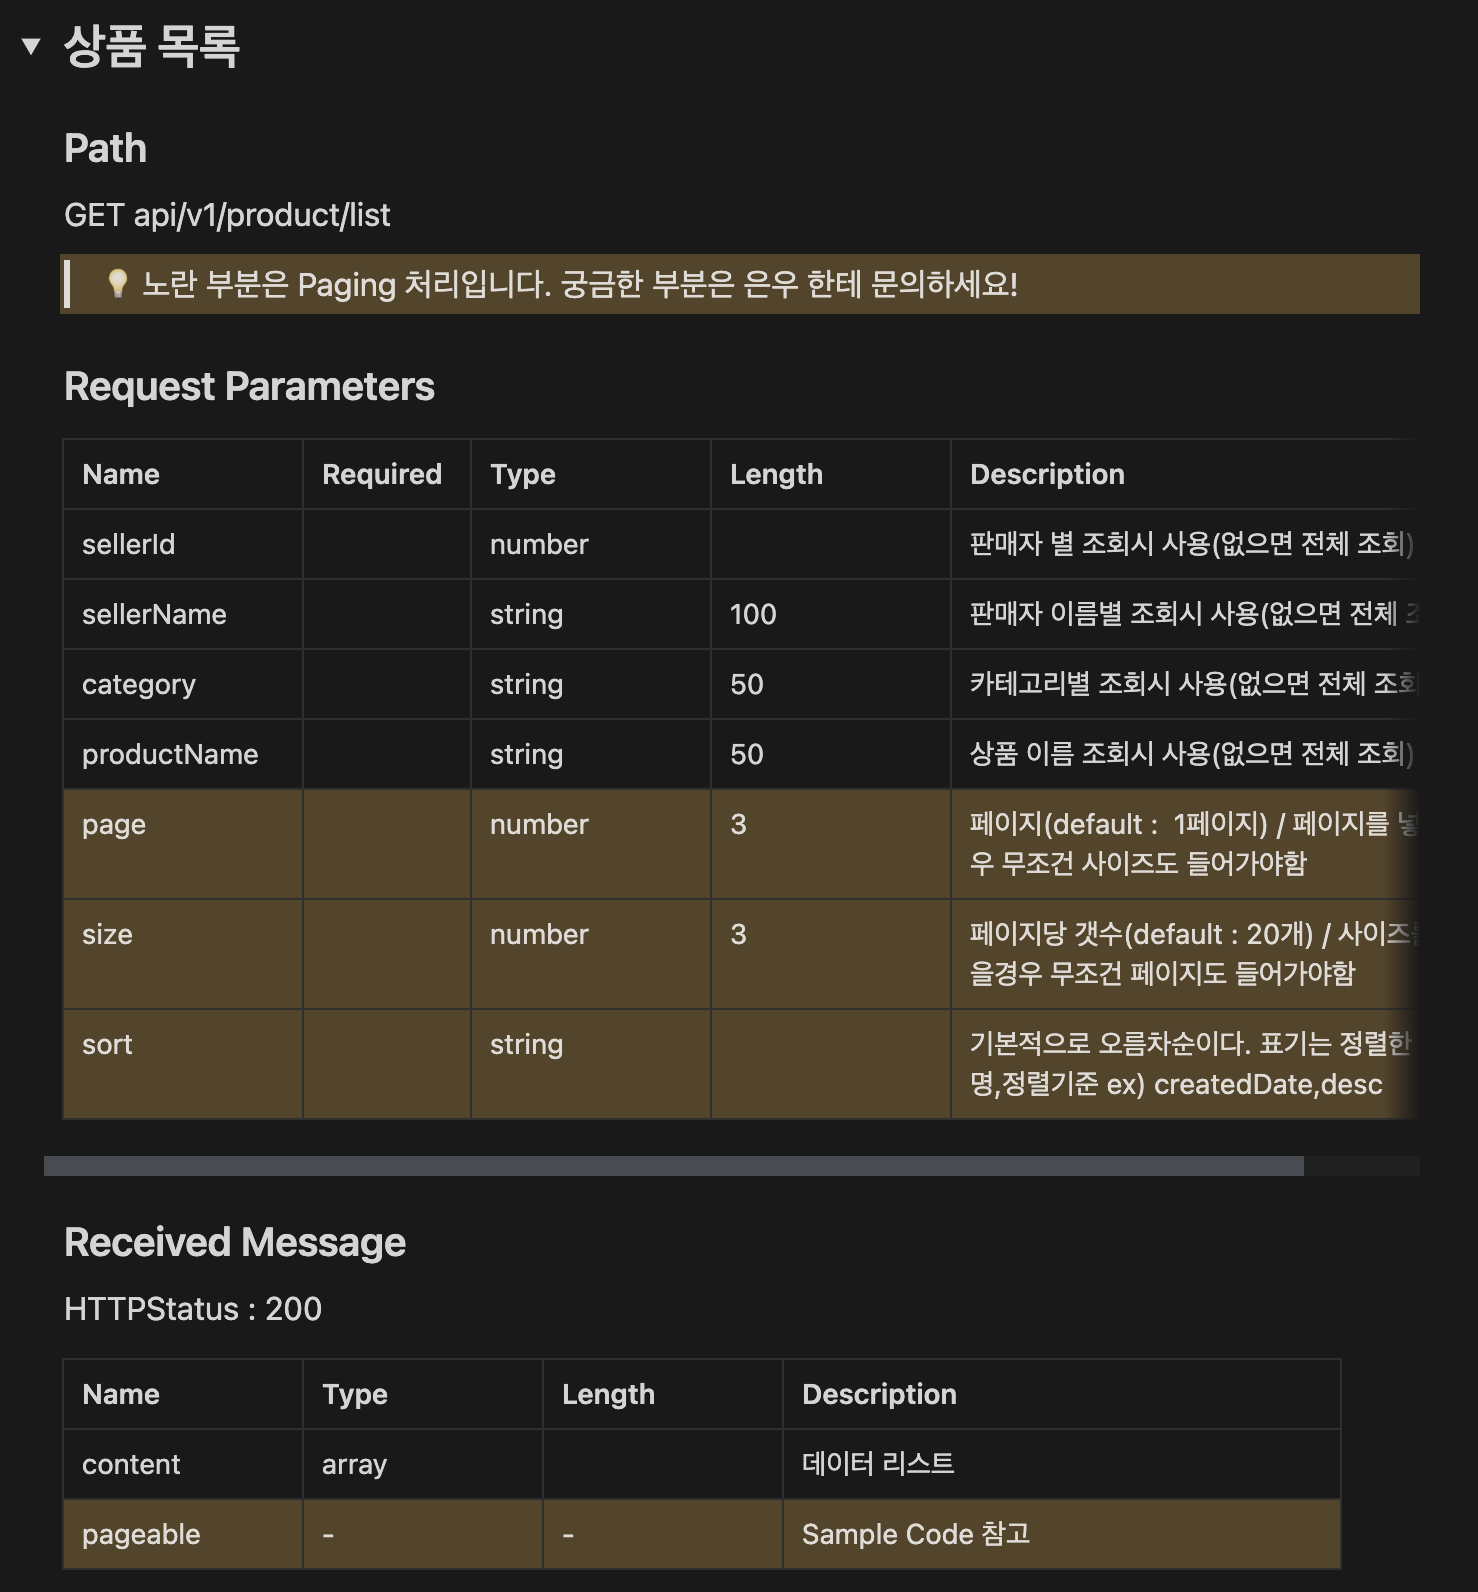 상품 목록
Path
GET api/v1/product/list
💡 노란 부분은 Paging 처리입니다. 궁금한 부분은 은우 한테 문의하세요!
Request Parameters
Name Required Type Length Description
sellerId number 판매자 별 조회시 사용(없으면 전체 조회)
sellerName string 100 판매자 이름별 조회시 사용(없으면 전체
category string 50 카테고리별 조회시 사용(없으면 전체 조회
productName string 50 상품 이름 조회시 사용(없으면 전체 조회)
page number 3 페이지(default : 1페이지) / 페이지를
우 무조건 사이즈도 들어가야함
size number 3 페이지당 갯수(default : 20개) / 사이즈
을경우 무조건 페이지도 들어가야함
sort string 기본적으로 오름차순이다. 표기는 정렬한
명,정렬기준 ex) createdDate,desc
Received Message
HTTPStatus : 200
Name Type Length Description
content array 데이터 리스트
pageable - - Sample Code 참고